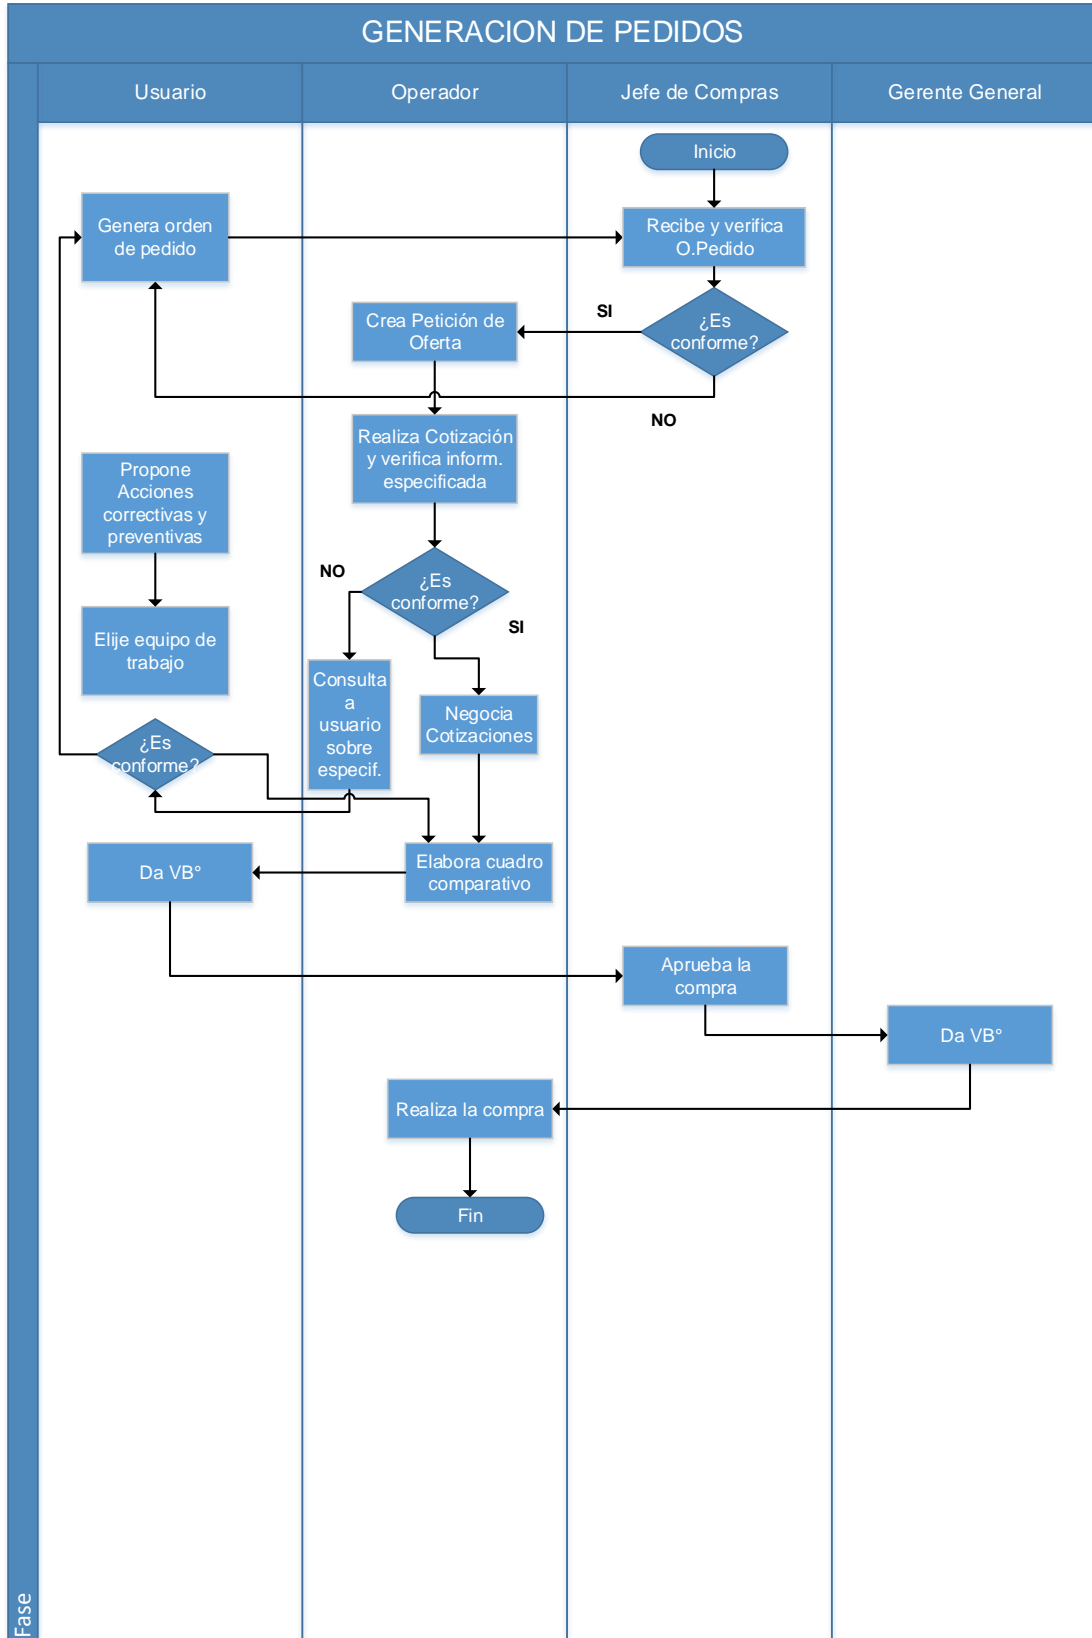 GENERACION DE PEDIDOS
Usuario
Operador
Jefe de Compras
Gerente General
Inicio
Genera orden
de pedido
Recibe y verifica
O.Pedido
SI
¿Es
conforme?
Crea Petición de
Oferta
NO
Realiza Cotización
y verifica inform.
especificada
Propone
Acciones
correctivas y
preventivas
NO
¿Es
conforme?
SI
Elije equipo de
trabajo
Consulta
a
usuario
sobre
especif.
Negocia
Cotizaciones
¿Es
conforme?
Da VB°
Elabora cuadro
comparativo
Aprueba la
compra
Da VB°
Realiza la compra
Fin
Fase